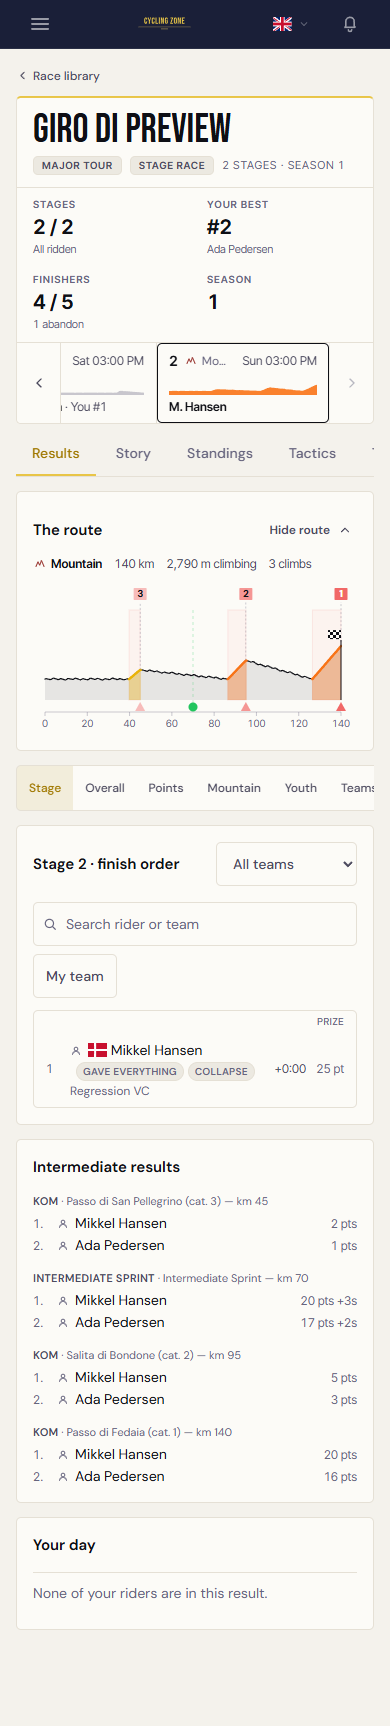 CYCLING ZONE
Race library
GIRO DI PREVIEW
MAJOR TOUR STAGE RACE 2 STAGES · SEASON 1
STAGES YOUR BEST
2 / 2 #2
All ridden Ada Pedersen
FINISHERS SEASON
4 / 5 1
1 abandon
Sat 03:00 PM 2 Mo... Sun 03:00 PM
· You #1 M. Hansen
Results Story Standings Tactics
The route Hide route
Mountain 140 km 2,790 m climbing 3 climbs
3 2 1
0 20 40 60 80 100 120 140
Stage Overall Points Mountain Youth Teams
Stage 2 · finish order All teams
Search rider or team
My team
PRIZE
Mikkel Hansen
1 GAVE EVERYTHING COLLAPSE +0:00 25 pt
Regression VC
Intermediate results
KOM · Passo di San Pellegrino (cat. 3) — km 45
1. Mikkel Hansen 2 pts
2. Ada Pedersen 1 pts
INTERMEDIATE SPRINT · Intermediate Sprint — km 70
1. Mikkel Hansen 20 pts +3s
2. Ada Pedersen 17 pts +2s
KOM · Salita di Bondone (cat. 2) — km 95
1. Mikkel Hansen 5 pts
2. Ada Pedersen 3 pts
KOM · Passo di Fedaia (cat. 1) — km 140
1. Mikkel Hansen 20 pts
2. Ada Pedersen 16 pts
Your day
None of your riders are in this result.